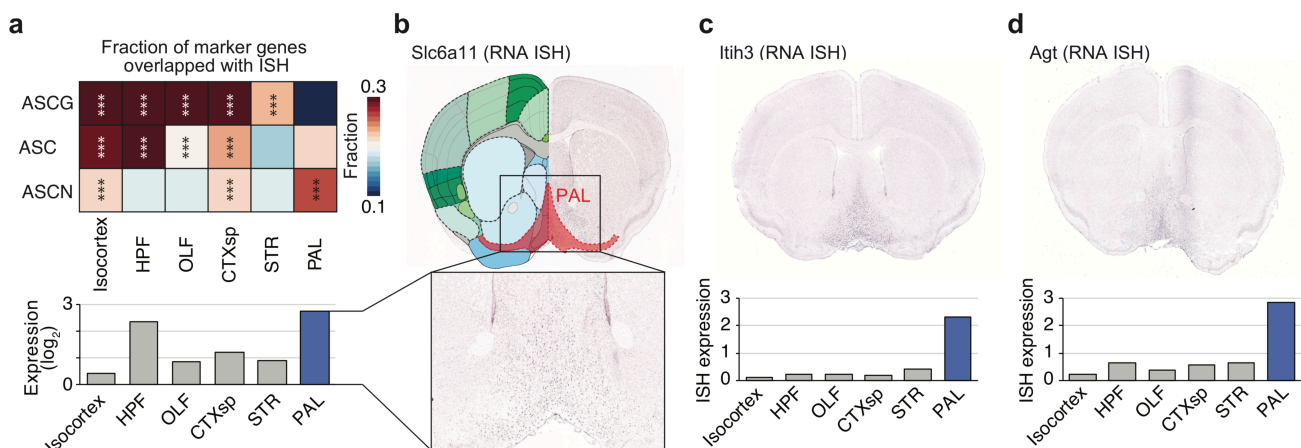 a
Fraction of marker genes
overlapped with ISH
ASCG
*** *** *** *** ***
ASC
*** *** *** ***
ASCN
*** *** ***
0.3
Fraction
0.1
Isocortex
HPF
OLF
CTXsp
STR
PAL
Expression
(log2)
3
0
Isocortex
HPF
OLF
CTXsp
STR
PAL
b
Slc6a11 (RNA ISH)
PAL
c
Itih3 (RNA ISH)
ISH expression
3
2
1
0
Isocortex
HPF
OLF
CTXsp
STR
PAL
d
Agt (RNA ISH)
ISH expression
3
2
1
0
Isocortex
HPF
OLF
CTXsp
STR
PAL